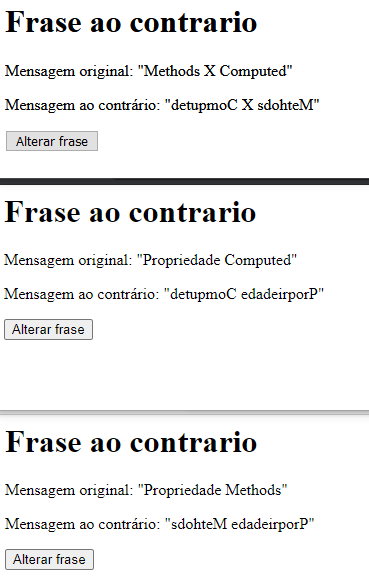 Frase ao contrario
Mensagem original: "Methods X Computed"
Mensagem ao contrário: "detupmoC X sdohteM"
Alterar frase
Frase ao contrario
Mensagem original: "Propriedade Computed"
Mensagem ao contrário: "detupmoC edadeirporP"
Alterar frase
Frase ao contrario
Mensagem original: "Propriedade Methods"
Mensagem ao contrário: "sdohteM edadeirporP"
Alterar frase